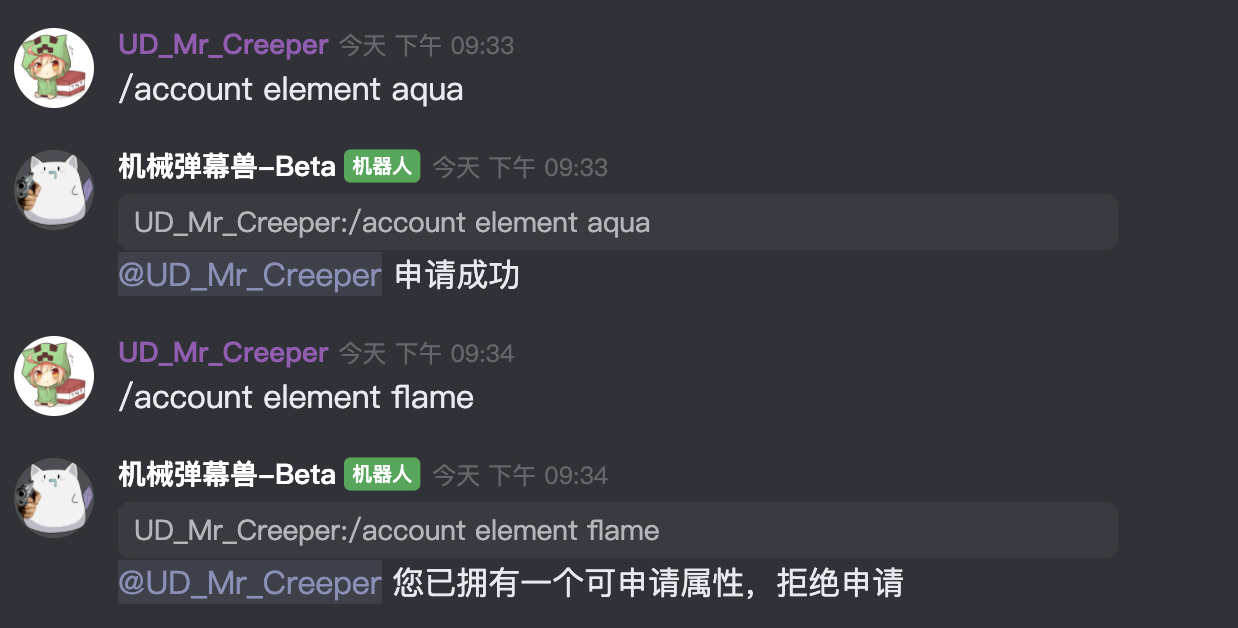 UD_Mr_Creeper 今天 下午 09:33
/account element aqua
机械弹幕兽-Beta 机器人 今天 下午 09:33
UD_Mr_Creeper:/account element aqua
@UD_Mr_Creeper 申请成功
UD_Mr_Creeper 今天 下午 09:34
/account element flame
机械弹幕兽-Beta 机器人 今天 下午 09:34
UD_Mr_Creeper:/account element flame
@UD_Mr_Creeper 您已拥有一个可申请属性，拒绝申请